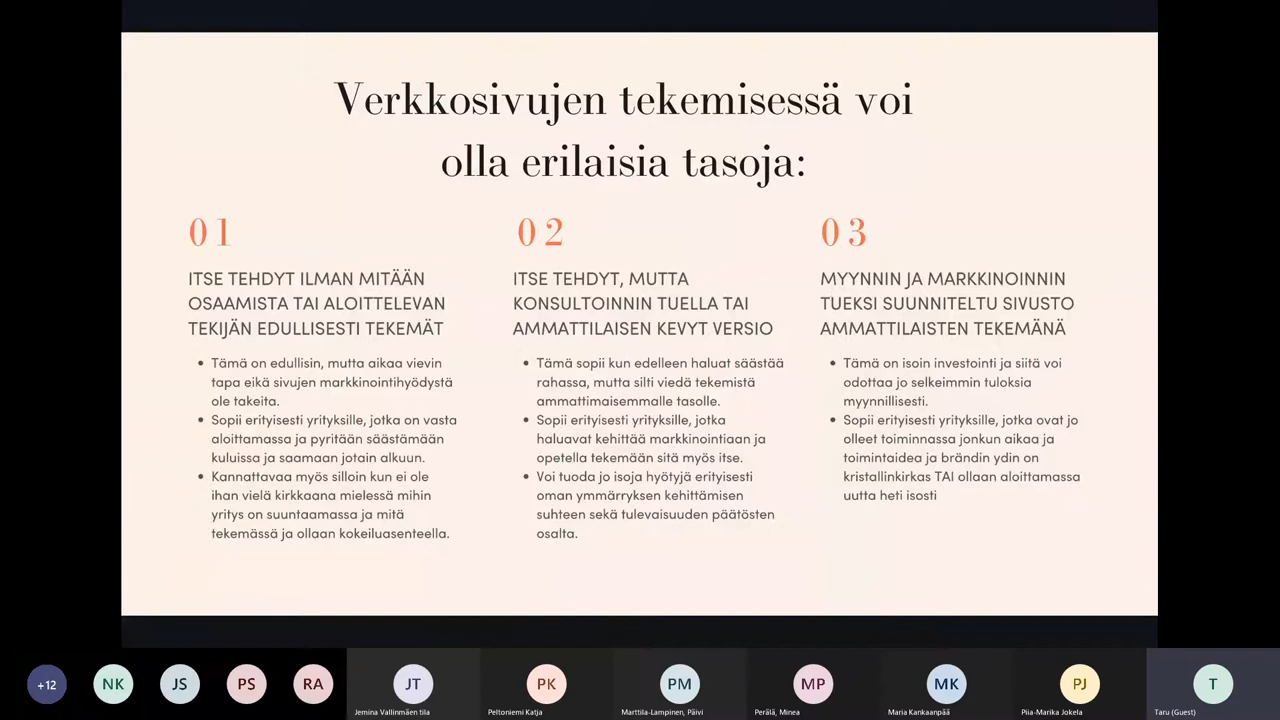 Verkkosivujen tekemisessä voi
olla erilaisia tasoja:
01
ITSE TEHDYT ILMAN MITÄÄN
OSAAMISTA TAI ALOITTELEVAN
TEKIJÄN EDULLISESTI TEKEMÄT
• Tämä on edullisin, mutta aikaa vievin
tapa eikä sivujen markkinointihyödystä
ole takeita.
• Sopii erityisesti yrityksille, jotka on vasta
aloittamassa ja pyritään säästämään
kuluissa ja saamaan jotain alkuun.
• Kannattavaa myös silloin kun ei ole
ihan vielä kirkkaana mielessä mihin
yritys on suuntaamassa ja mitä
tekemässä ja ollaan kokeiluasenteella.
02
ITSE TEHDYT, MUTTA
KONSULTOINNIN TUELLA TAI
AMMATTILAISEN KEVYT VERSIO
• Tämä sopii kun edelleen haluat säästää
rahassa, mutta silti viedä tekemistä
ammattimaisemmalle tasolle.
• Sopii erityisesti yrityksille, jotka
haluavat kehittää markkinointiaan ja
opetella tekemään sitä myös itse.
• Voi tuoda jo isoja hyötyjä erityisesti
oman ymmärryksen kehittämisen
suhteen sekä tulevaisuuden päätösten
osalta.
03
MYYNNIN JA MARKKINOINNIN
TUEKSI SUUNNITELTU SIVUSTO
AMMATTILAISTEN TEKEMÄNÄ
• Tämä on isoin investointi ja siitä voi
odottaa jo selkeimmin tuloksia
myynnillisesti.
• Sopii erityisesti yrityksille, jotka ovat jo
olleet toiminnassa jonkun aikaa ja
toimintaidea ja brändin ydin on
kristallinkirkas TAI ollaan aloittamassa
uutta heti isosti
+12
NK
JS
PS
RA
JT
Jemina Vallinmäen tila
PK
Peltoniemi Katja
PM
Marttila-Lampinen, Päivi
MP
Perälä, Minea
MK
Maria Kankaanpää
PJ
Piia-Marika Jokela
T
Taru (Guest)